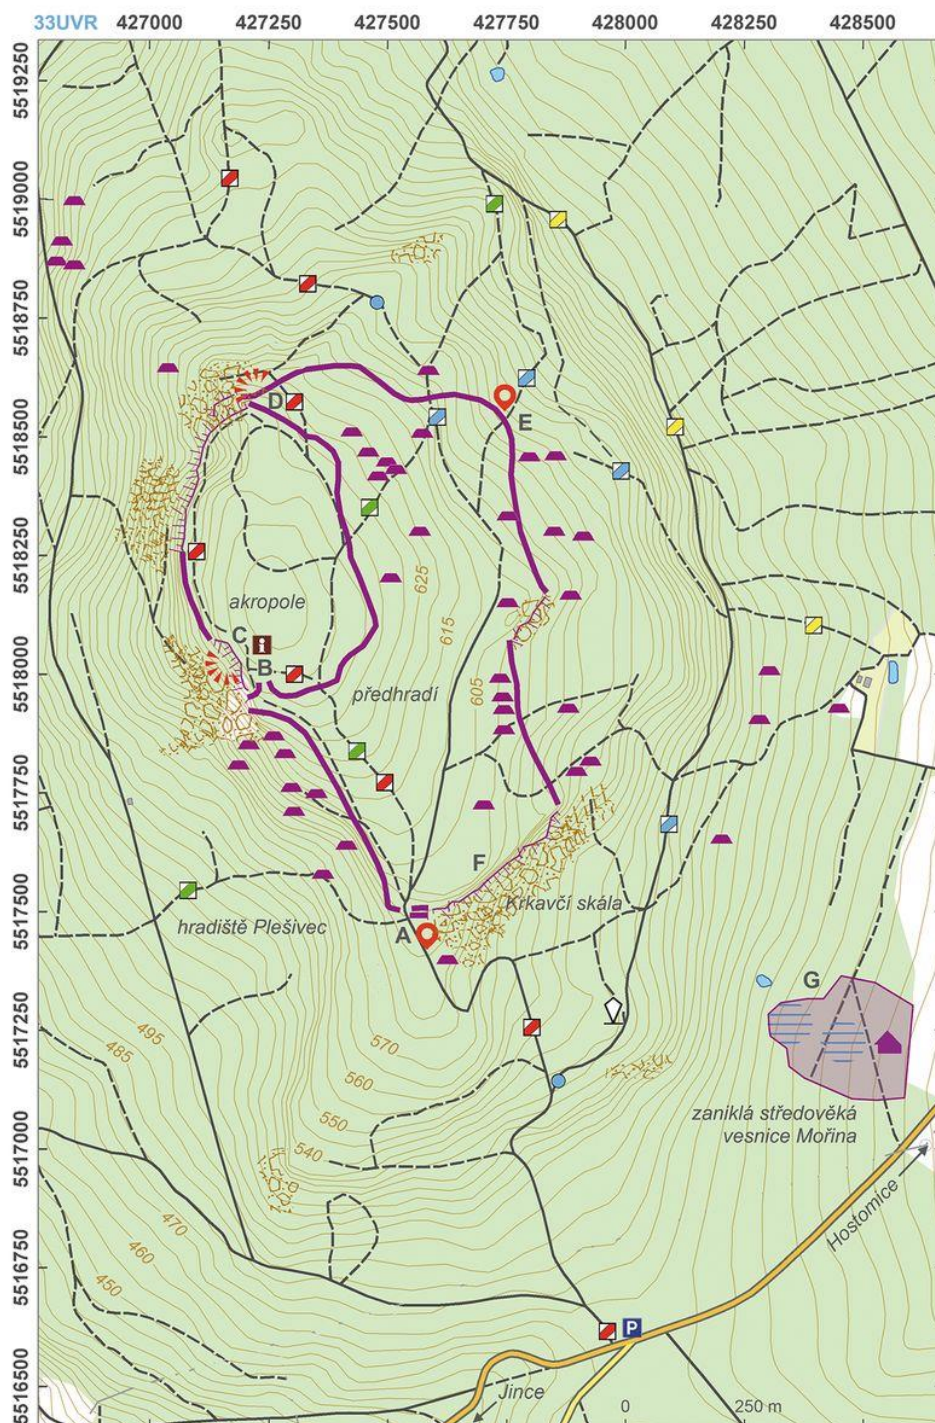 33UVR 427000 427250 427500 427750 428000 428250 428500
5519250
5519000
5518750
5518500
5518250
5518000
5517750
5517500
5517250
5517000
5516750
5516500
D
E
625
akropole
615
C
i
B
předhradí
605
F
Krkavčí skála
hradiště Plešivec
A
G
495
485
570
560
550
540
zaniklá středověká
vesnice Mořina
470
460
450
Hostomice
P
Jince
0 250 m